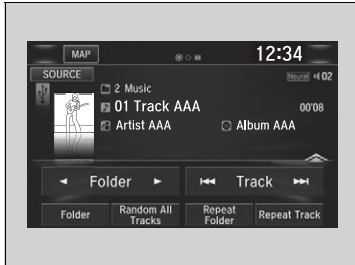 MAP
12:34
SOURCE
Neural 02
2 Music
01 Track AAA
00'08
Artist AAA
Album AAA
Folder
Track
Folder
Random All
Tracks
Repeat
Folder
Repeat Track